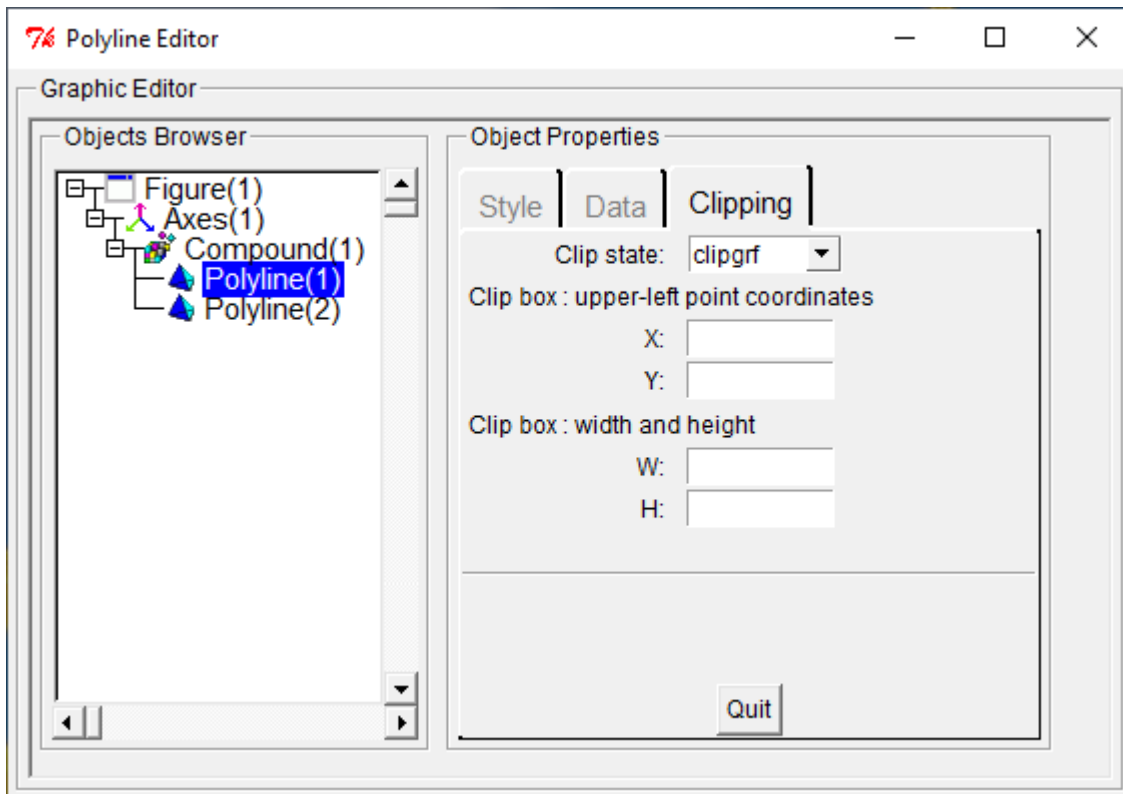 Polyline Editor
Graphic Editor
Objects Browser
Figure(1)
Axes(1)
Compound(1)
Polyline(1)
Polyline(2)
Object Properties
Style Data Clipping
Clip state: clipgrf
Clip box : upper-left point coordinates
X:
Y:
Clip box : width and height
W:
H:
Quit